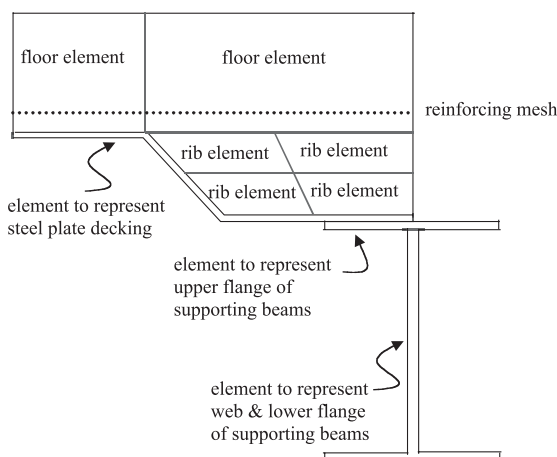 floor element
floor element
reinforcing mesh
rib element
rib element
rib element
rib element
element to represent
steel plate decking
element to represent
upper flange of
supporting beams
element to represent
web & lower flange
of supporting beams